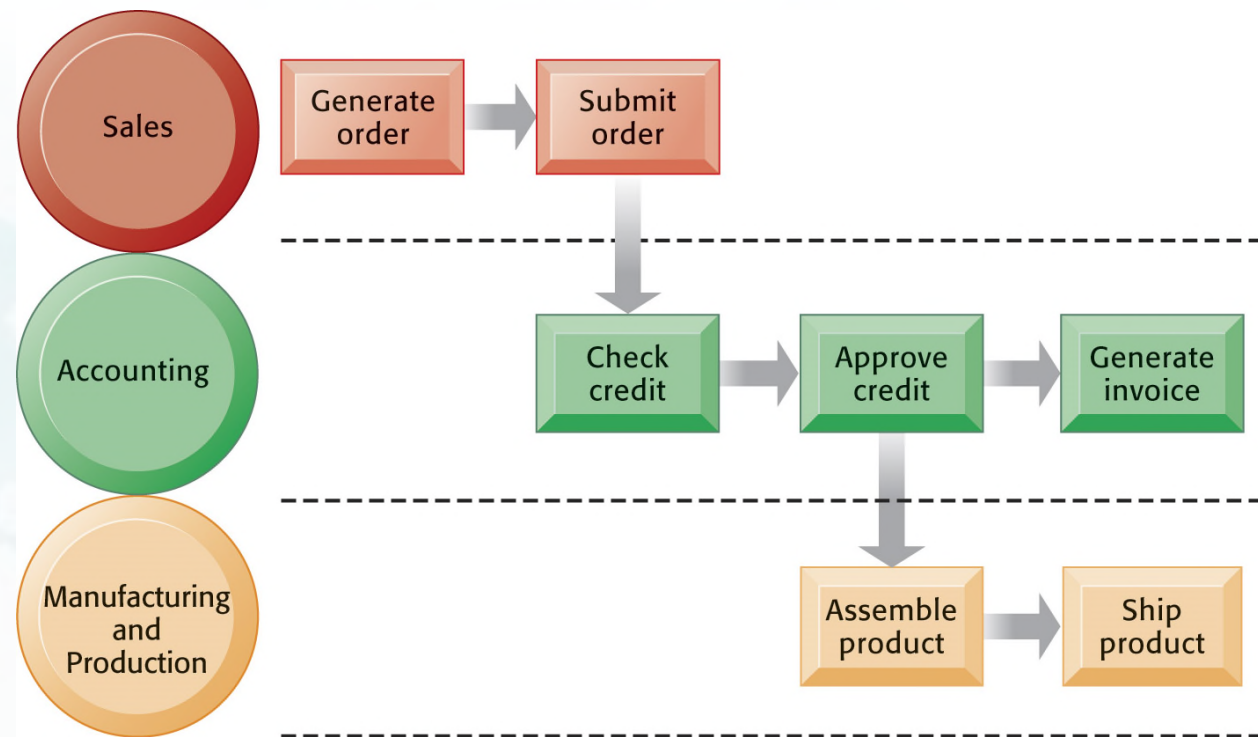 Sales
Generate
order
Submit
order
Accounting
Check
credit
Approve
credit
Generate
invoice
Manufacturing
and
Production
Assemble
product
Ship
product